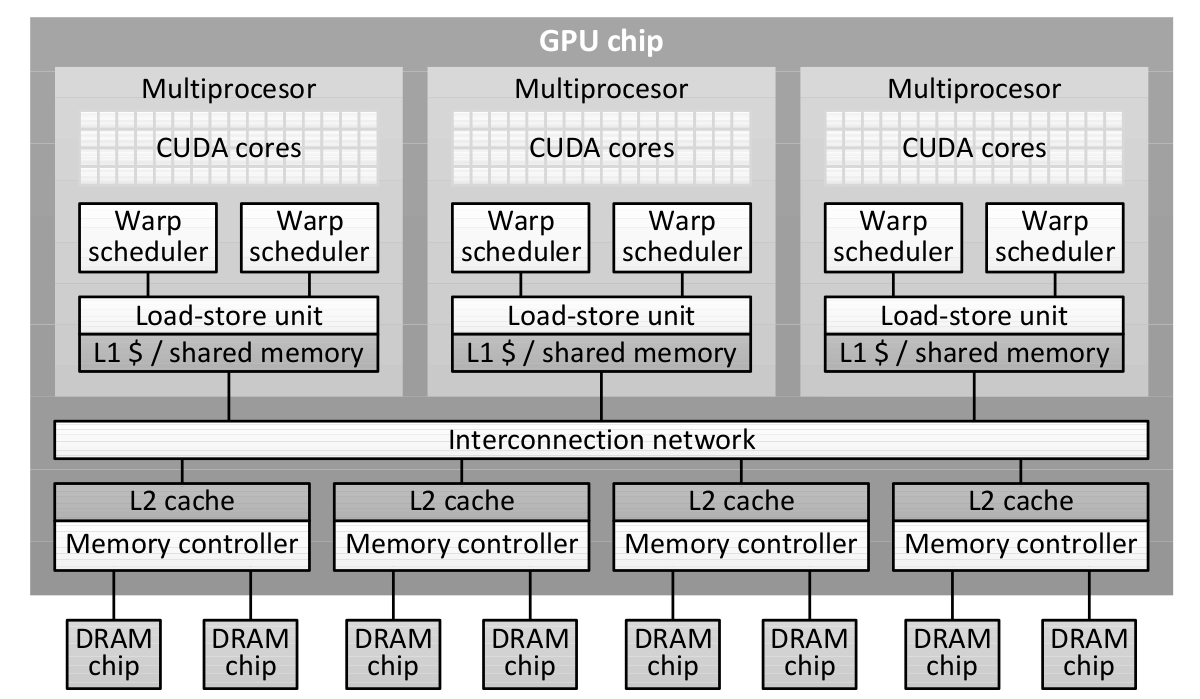 GPU chip
Multiprocesor
CUDA cores
Warp
scheduler
Warp
scheduler
Load-store unit
L1 $ / shared memory
Multiprocesor
CUDA cores
Warp
scheduler
Warp
scheduler
Load-store unit
L1 $ / shared memory
Multiprocesor
CUDA cores
Warp
scheduler
Warp
scheduler
Load-store unit
L1 $ / shared memory
Interconnection network
L2 cache
Memory controller
L2 cache
Memory controller
L2 cache
Memory controller
L2 cache
Memory controller
DRAM
chip
DRAM
chip
DRAM
chip
DRAM
chip
DRAM
chip
DRAM
chip
DRAM
chip
DRAM
chip